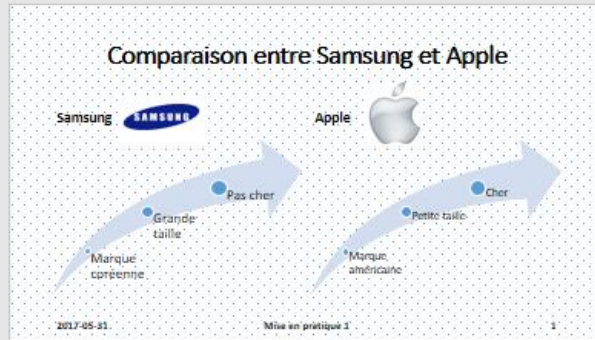 Comparaison entre Samsung et Apple
Samsung
SAMSUNG
Apple
Pas cher
Grande
taille
Marque
coréenne
Cher
Petite taille
Marque
américaine
2017-05-31
Mise en pratique 1
1